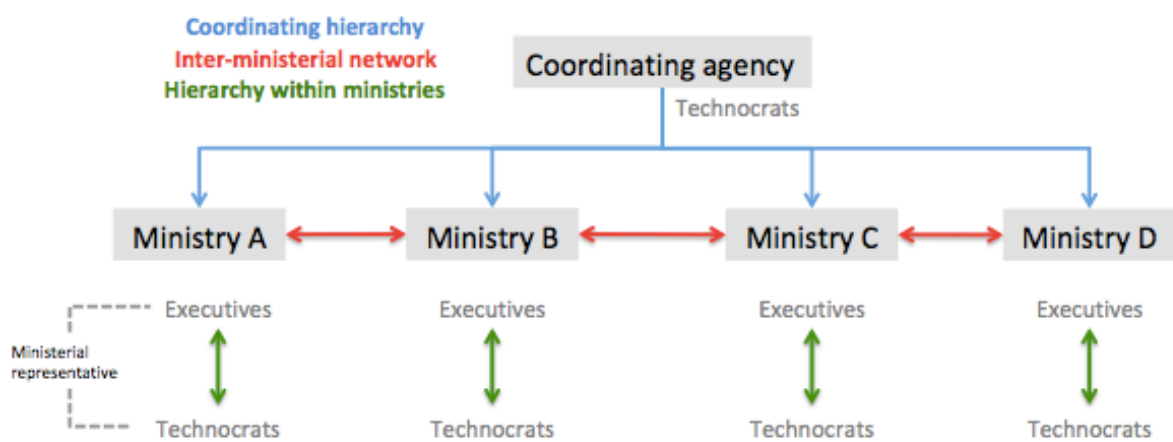 Coordinating hierarchy
Inter-ministerial network
Hierarchy within ministries
Coordinating agency
Technocrats
Ministry A
Ministry B
Ministry C
Ministry D
Executives
Executives
Executives
Executives
Ministerial
representative
Technocrats
Technocrats
Technocrats
Technocrats